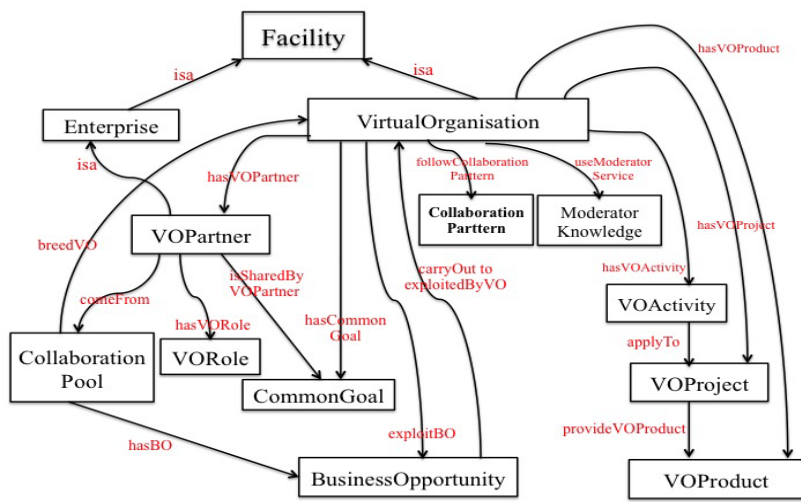 Facility
hasVOProduct
isa
isa
Enterprise
VirtualOrganisation
isa
hasVOPartner
followCollaboration
Parttern
useModerator
Service
VOPartner
Collaboration
Parttern
Moderator
Knowledge
hasVOProject
breedVO
isSharedBy
VOPartner
carryOut to
exploitedByVO
hasVOActivity
comeFrom
VOActivity
hasVORole
hasCommon
Goal
applyTo
Collaboration
Pool
VORole
VOProject
CommonGoal
hasBO
exploitBO
provideVOProduct
BusinessOpportunity
VOProduct